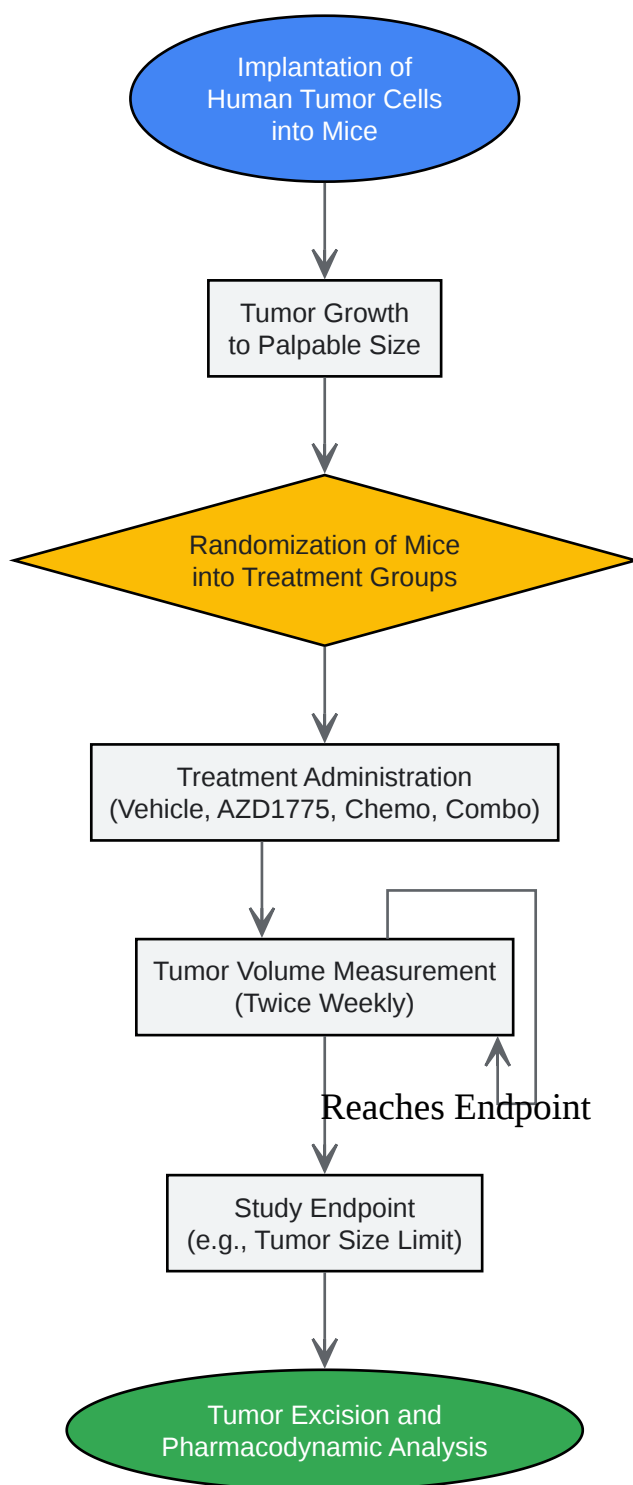 Implantation of
Human Tumor Cells
into Mice
Tumor Growth
to Palpable Size
Randomization of Mice
into Treatment Groups
Treatment Administration
(Vehicle, AZD1775, Chemo, Combo)
Tumor Volume Measurement
(Twice Weekly)
Reaches Endpoint
Study Endpoint
(e.g., Tumor Size Limit)
Tumor Excision and
Pharmacodynamic Analysis